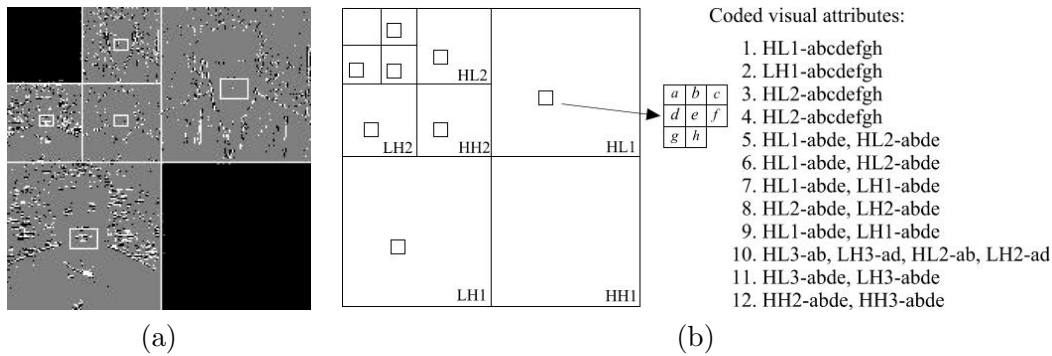 Coded visual attributes:
1. HL1-abcdefgh
2. LH1-abcdefgh
3. HL2-abcdefgh
4. HL2-abcdefgh
5. HL1-abde, HL2-abde
6. HL1-abde, HL2-abde
7. HL1-abde, LH1-abde
8. HL2-abde, LH2-abde
9. HL1-abde, LH1-abde
10. HL3-ab, LH3-ad, HL2-ab, LH2-ad
11. HL3-abde, LH3-abde
12. HH2-abde, HH3-abde
HL2
LH2 HH2 HL1
LH1 HH1
a b c
d e f
g h
(a) (b)